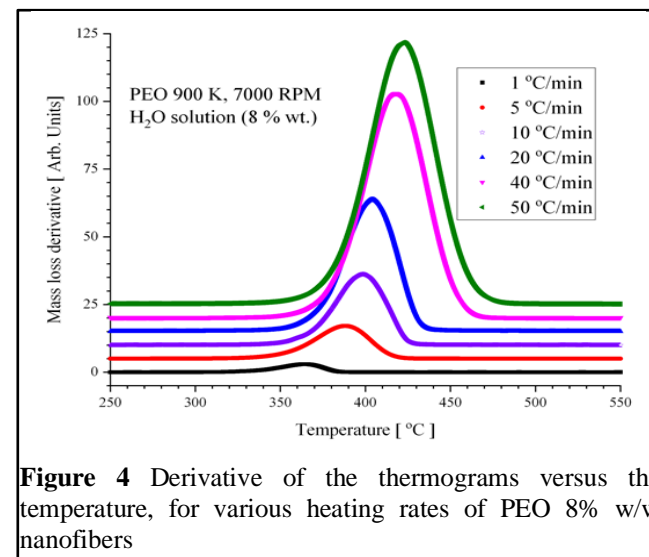 125
100
75
50
25
0
Mass loss derivative [ Arb. Units]
PEO 900 K, 7000 RPM
H₂O solution (8 % wt.)
1 °C/min
5 °C/min
10 °C/min
20 °C/min
40 °C/min
50 °C/min
250 300 350 400 450 500 550
Temperature [ °C ]
Figure 4 Derivative of the thermograms versus th
temperature, for various heating rates of PEO 8% w/v
nanofibers